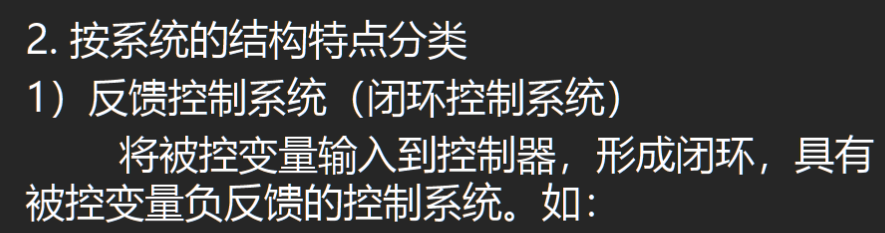 2. 按系统的结构特点分类
1）反馈控制系统（闭环控制系统）
将被控变量输入到控制器，形成闭环，具有
被控变量负反馈的控制系统。如：